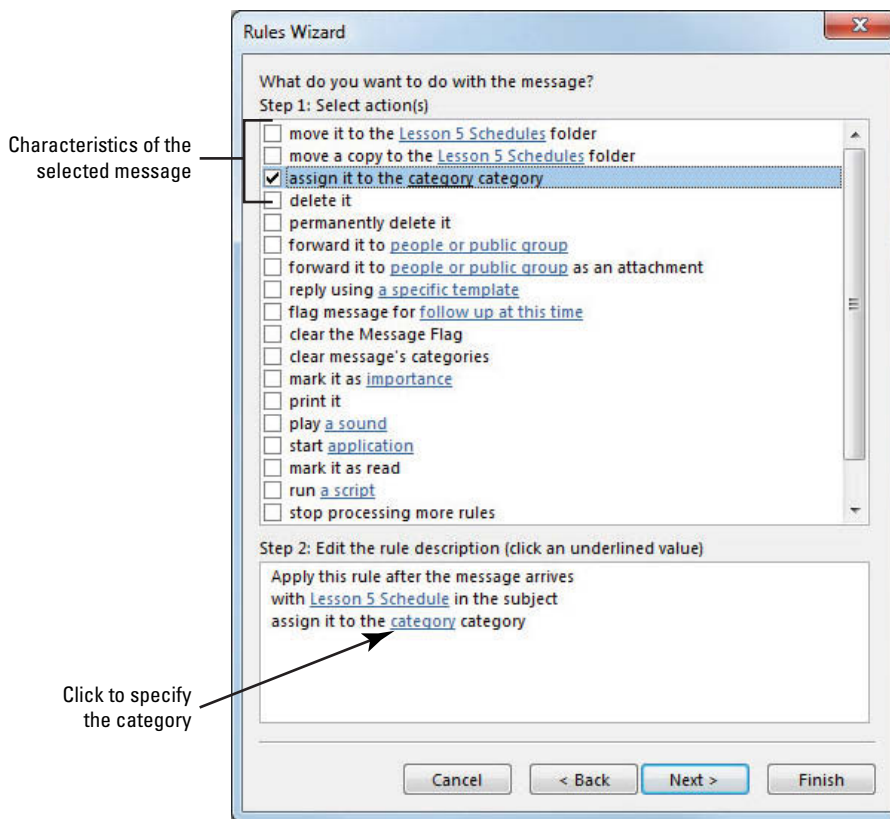 Rules Wizard
What do you want to do with the message?
Step 1: Select action(s)
Characteristics of the
selected message
move it to the Lesson 5 Schedules folder
move a copy to the Lesson 5 Schedules folder
assign it to the category category
delete it
permanently delete it
forward it to people or public group
forward it to people or public group as an attachment
reply using a specific template
flag message for follow up at this time
clear the Message Flag
clear message's categories
mark it as importance
print it
play a sound
start application
mark it as read
run a script
stop processing more rules
Step 2: Edit the rule description (click an underlined value)
Apply this rule after the message arrives
with Lesson 5 Schedule in the subject
assign it to the category category
Click to specify
the category
Cancel
< Back
Next >
Finish